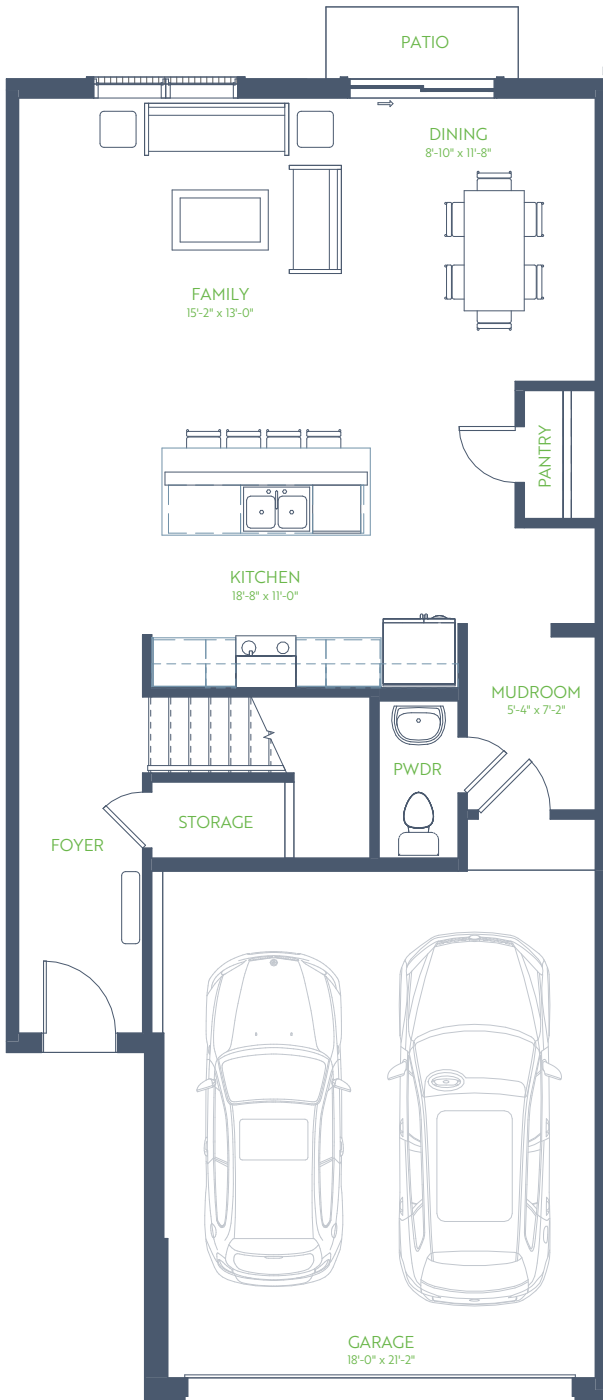 PATIO
DINING
8'-10" x 11'-8"
FAMILY
15'-2" x 13'-0"
PANTRY
KITCHEN
18'-8" x 11'-0"
MUDROOM
5'-4" x 7'-2"
PWDR
STORAGE
FOYER
GARAGE
18'-0" x 21'-2"